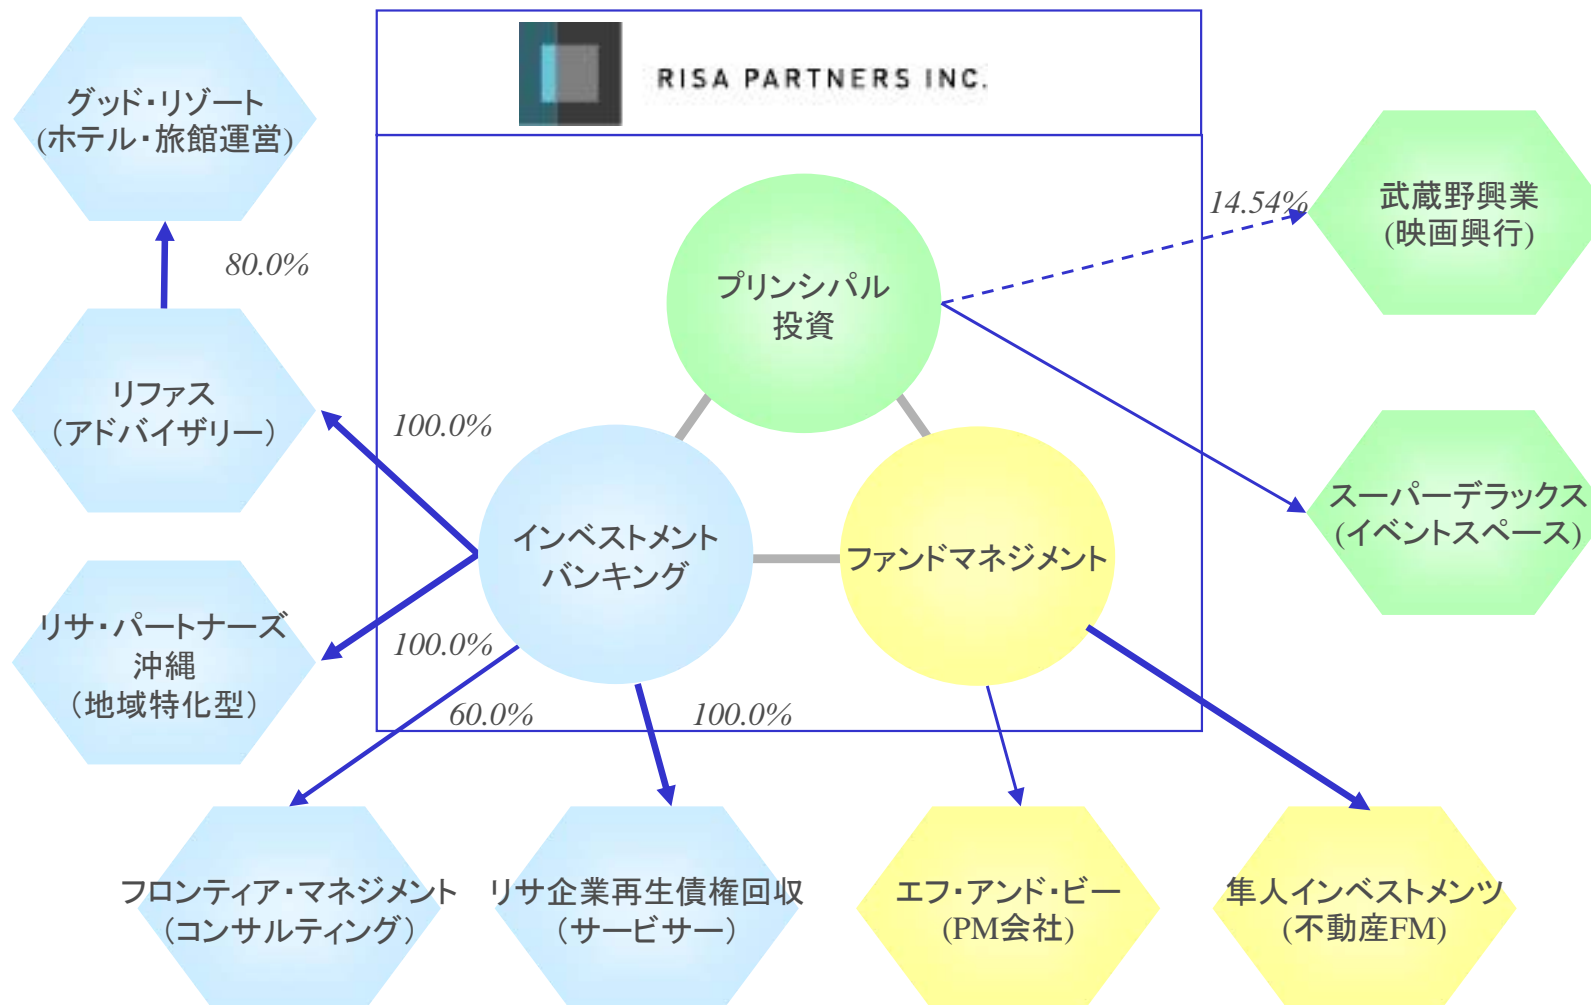 RISA PARTNERS INC.
グッド・リゾート
(ホテル・旅館運営)
80.0%
リファス
（アドバイザリー）
100.0%
リサ・パートナーズ
沖縄
（地域特化型）
100.0%
60.0%
100.0%
プリンシパル
投資
インベストメント
バンキング
ファンドマネジメント
14.54%
武蔵野興業
(映画興行)
スーパーデラックス
(イベントスペース)
フロンティア・マネジメント
（コンサルティング）
リサ企業再生債権回収
（サービサー）
エフ・アンド・ビー
(PM会社)
隼人インベストメンツ
(不動産FM)